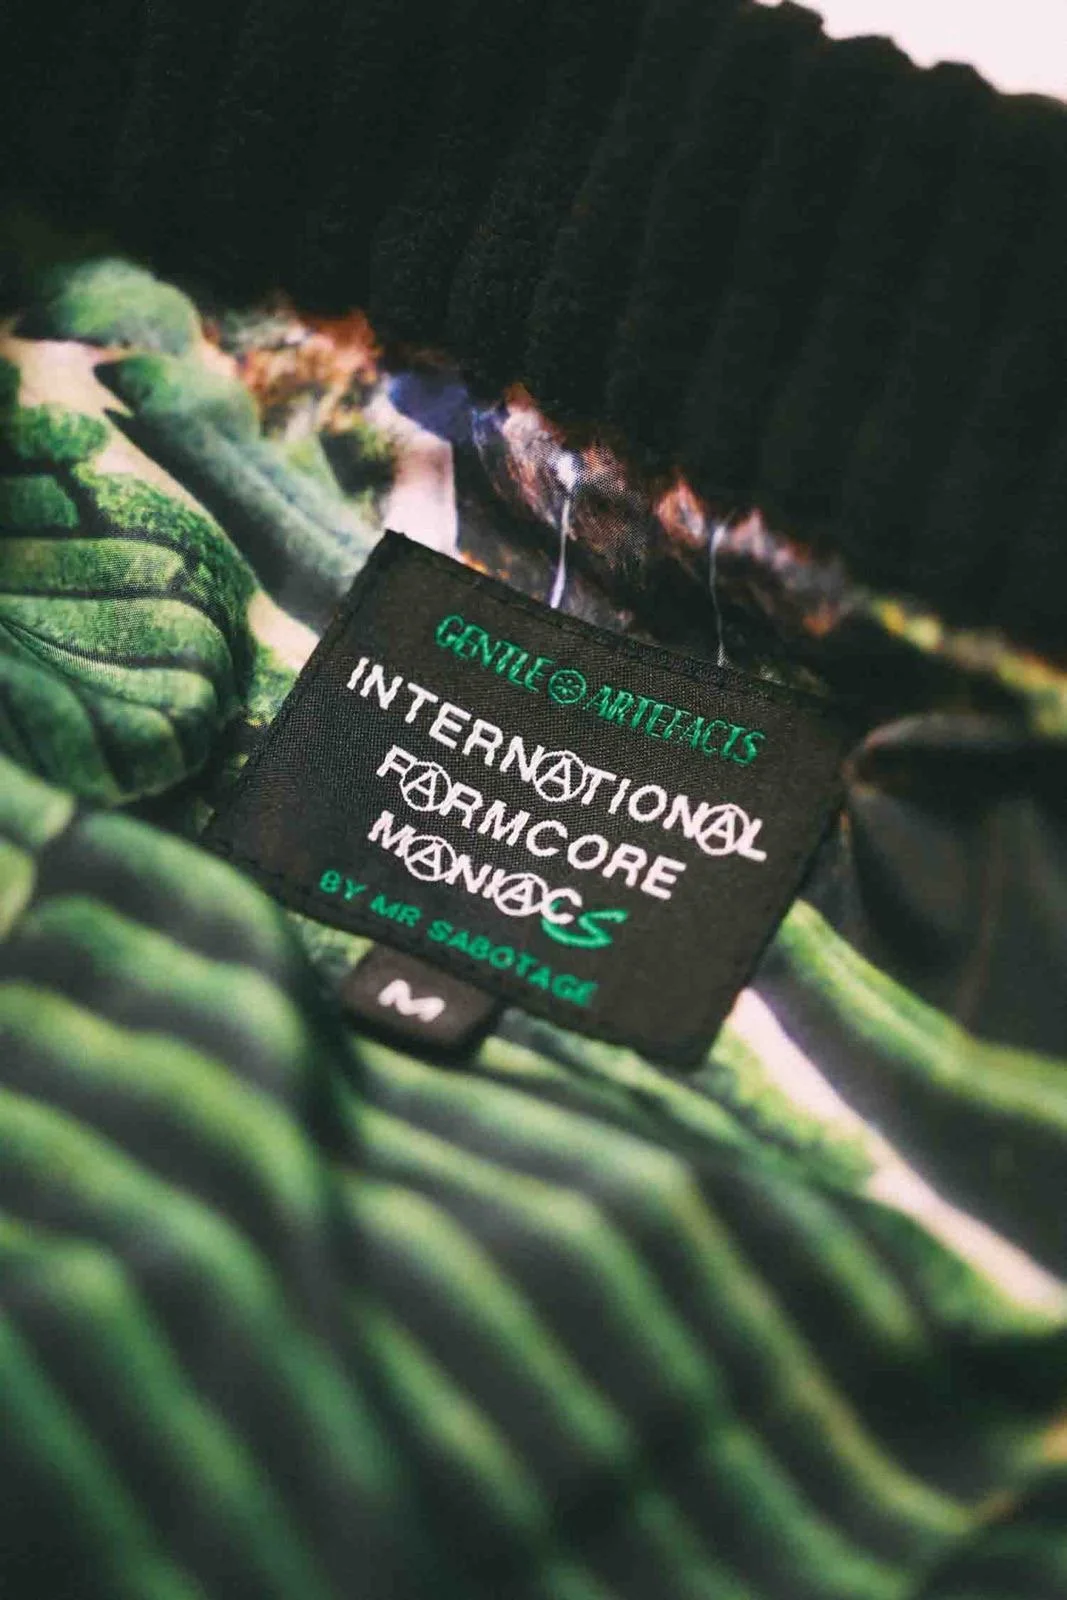 GENTLE ARTEFACTS
INTERNATIONAL
FARMCORE
MANIACS
BY MR SABOTAGE
M